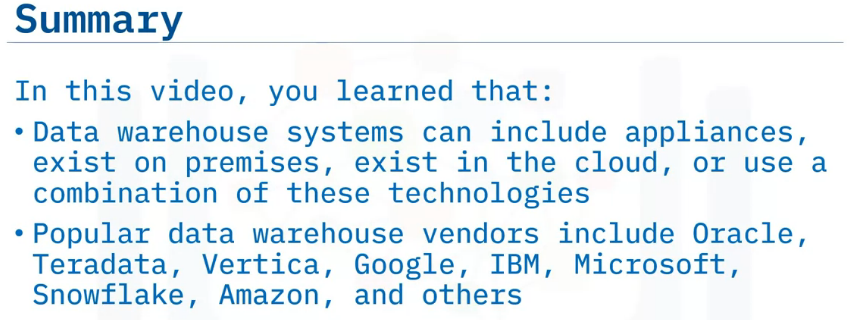 Summary
In this video, you learned that:
• Data warehouse systems can include appliances,
exist on premises, exist in the cloud, or use a
combination of these technologies
• Popular data warehouse vendors include Oracle,
Teradata, Vertica, Google, IBM, Microsoft,
Snowflake, Amazon, and others